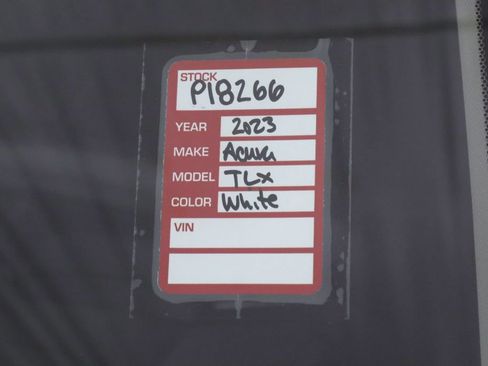 STOCK
P18266
YEAR 2023
MAKE Acura
MODEL TLX
COLOR White
VIN